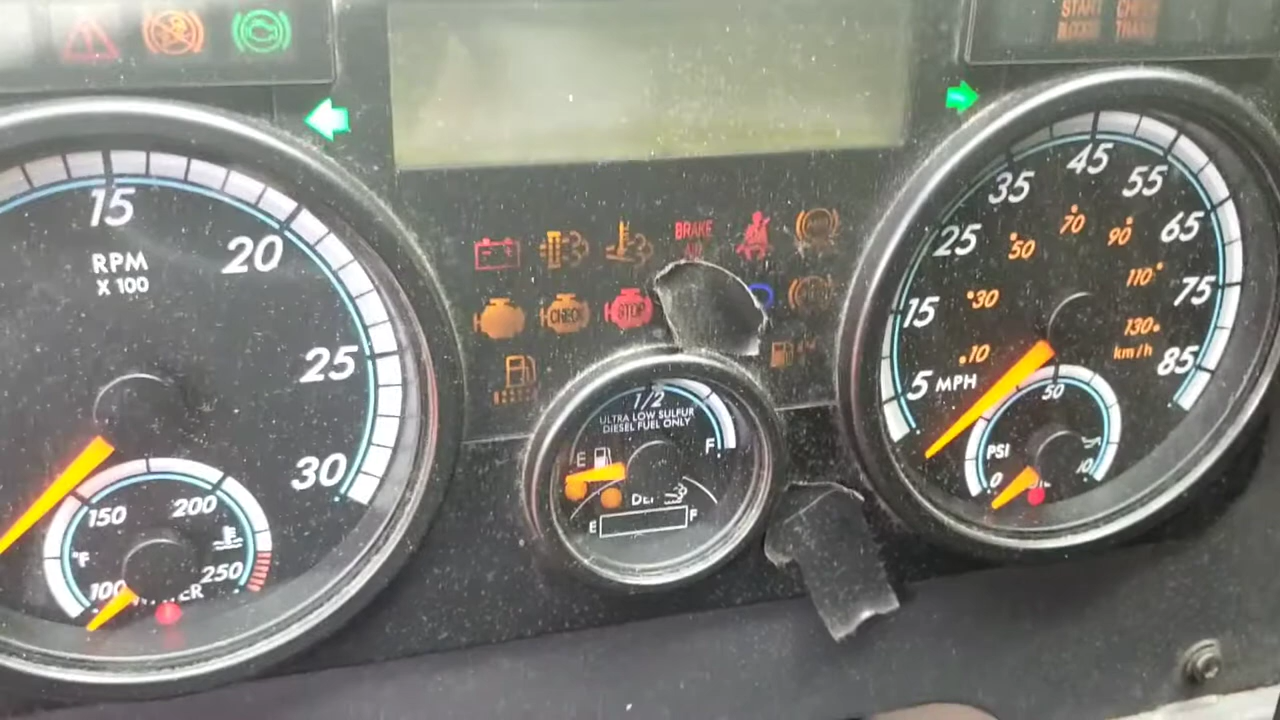 START
CHECK
15
RPM
X 100
20
25
30
150
200
°F
100
250
BRAKE
CHECK
STOP
1/2
ULTRA LOW SULFUR
DIESEL FUEL ONLY
E
F
E
F
5 MPH
15
25
35
45
55
65
75
85
10
30
50
70
90
110
130
km/h
50
PSI
0